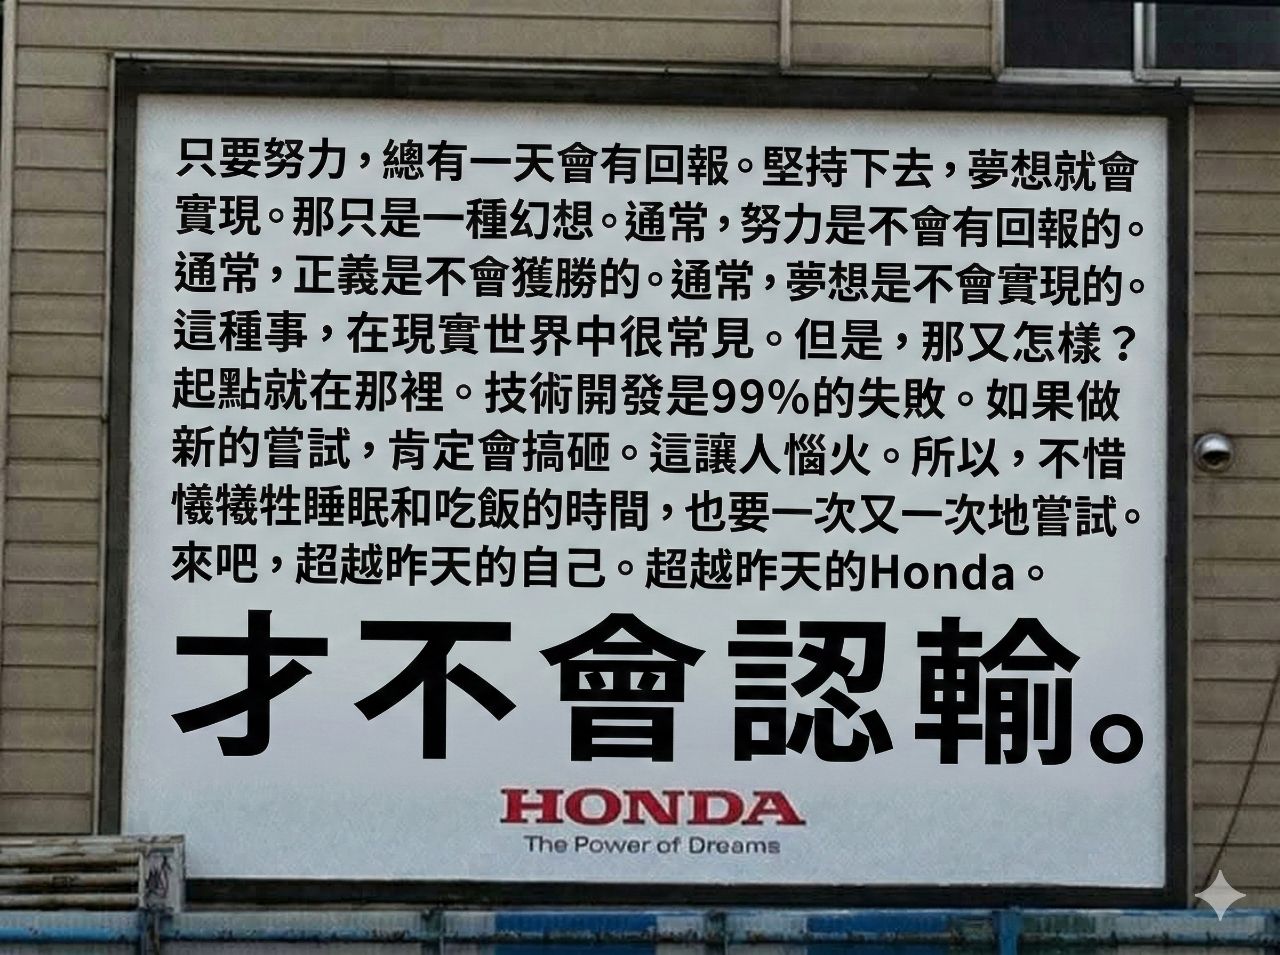 只要努力，總有一天會有回報。堅持下去，夢想就會
實現。那只是一種幻想。通常，努力是不會有回報的。
通常，正義是不會獲勝的。通常，夢想是不會實現的。
這種事，在現實世界中很常見。但是，那又怎樣？
起點就在那裡。技術開發是99%的失敗。如果做
新的嘗試，肯定會搞砸。這讓人惱火。所以，不惜
犧犧牲睡眠和吃飯的時間，也要一次又一次地嘗試。
來吧，超越昨天的自己。超越昨天的Honda。
才不會認輸。
HONDA
The Power of Dreams